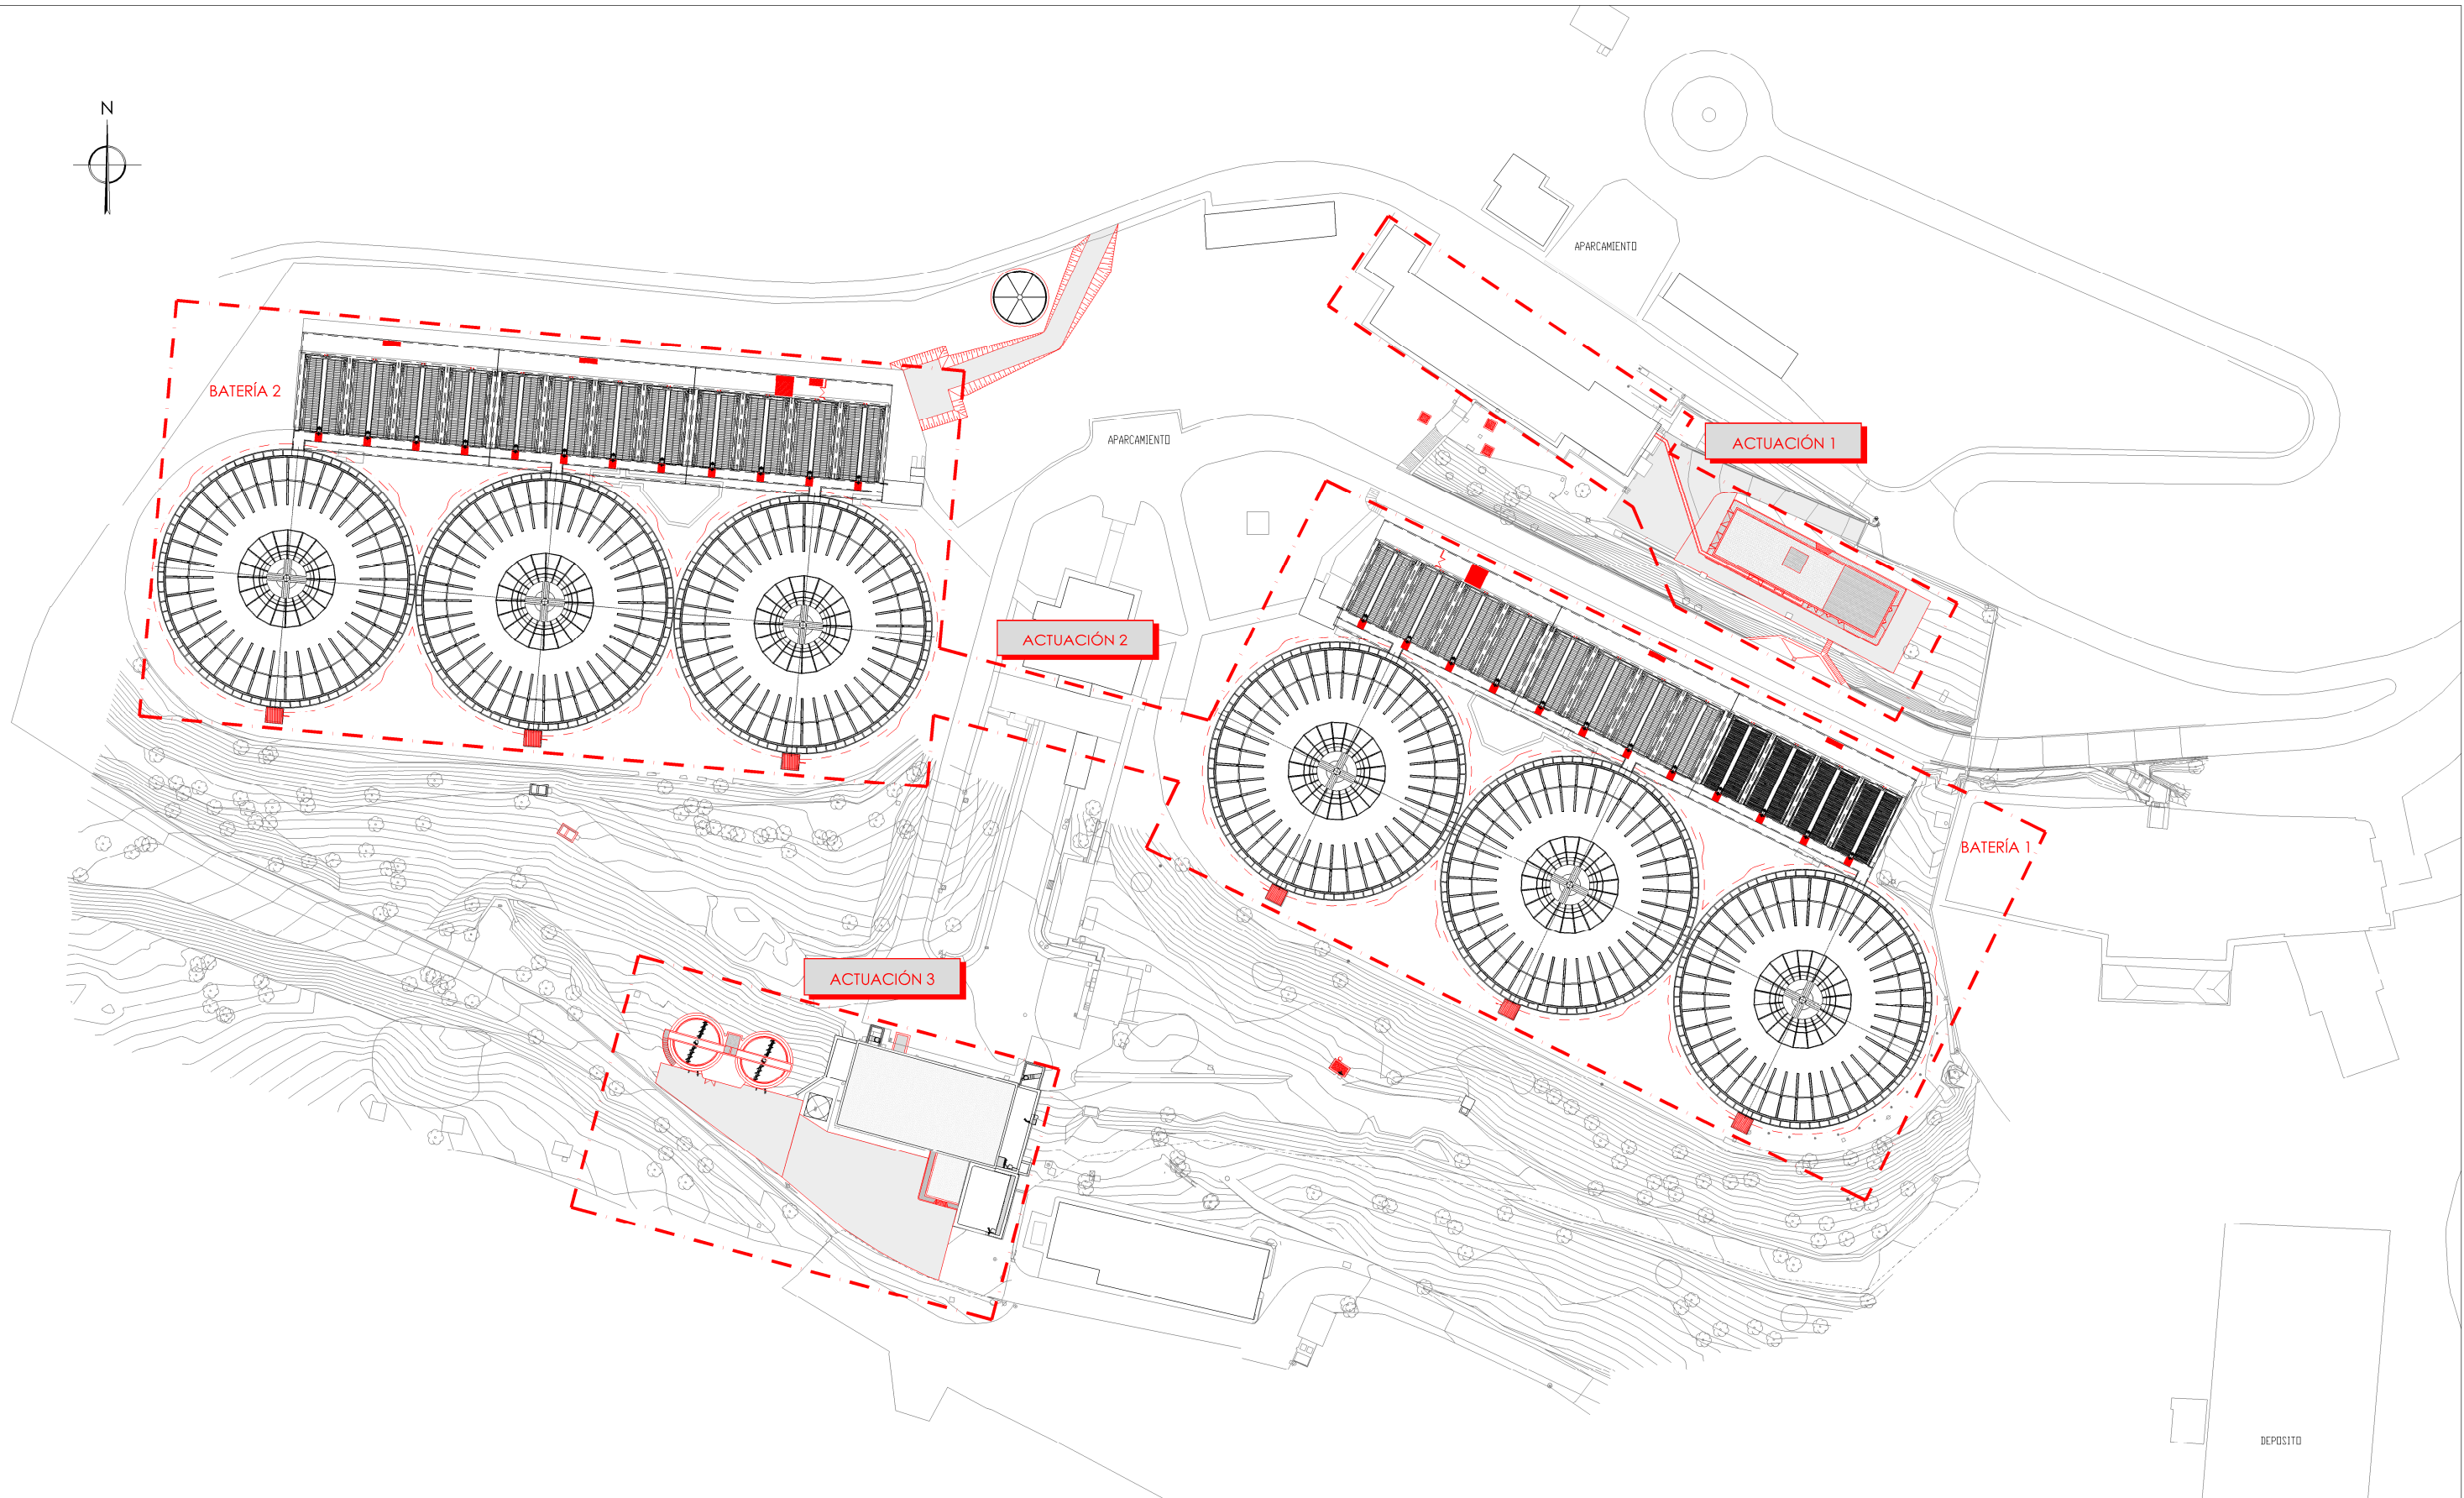 N
APARCAMIENTO
BATERÍA 2
APARCAMIENTO
ACTUACIÓN 1
ACTUACIÓN 2
BATERÍA 1
ACTUACIÓN 3
DEPOSITO